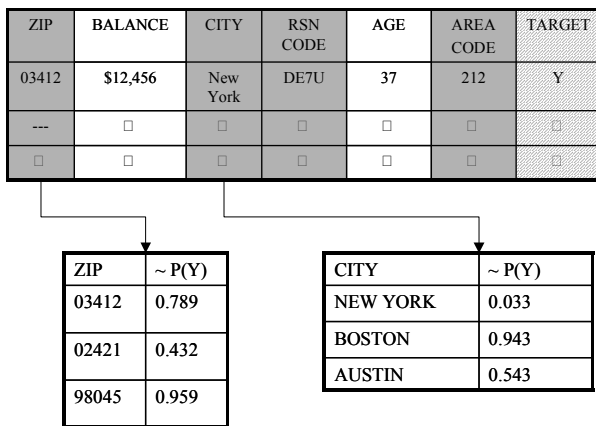 ZIP BALANCE CITY RSN CODE AGE AREA CODE TARGET
03412 $12,456 New York DE7U 37 212 Y
---
ZIP ~ P(Y)
03412 0.789
02421 0.432
98045 0.959
CITY ~ P(Y)
NEW YORK 0.033
BOSTON 0.943
AUSTIN 0.543